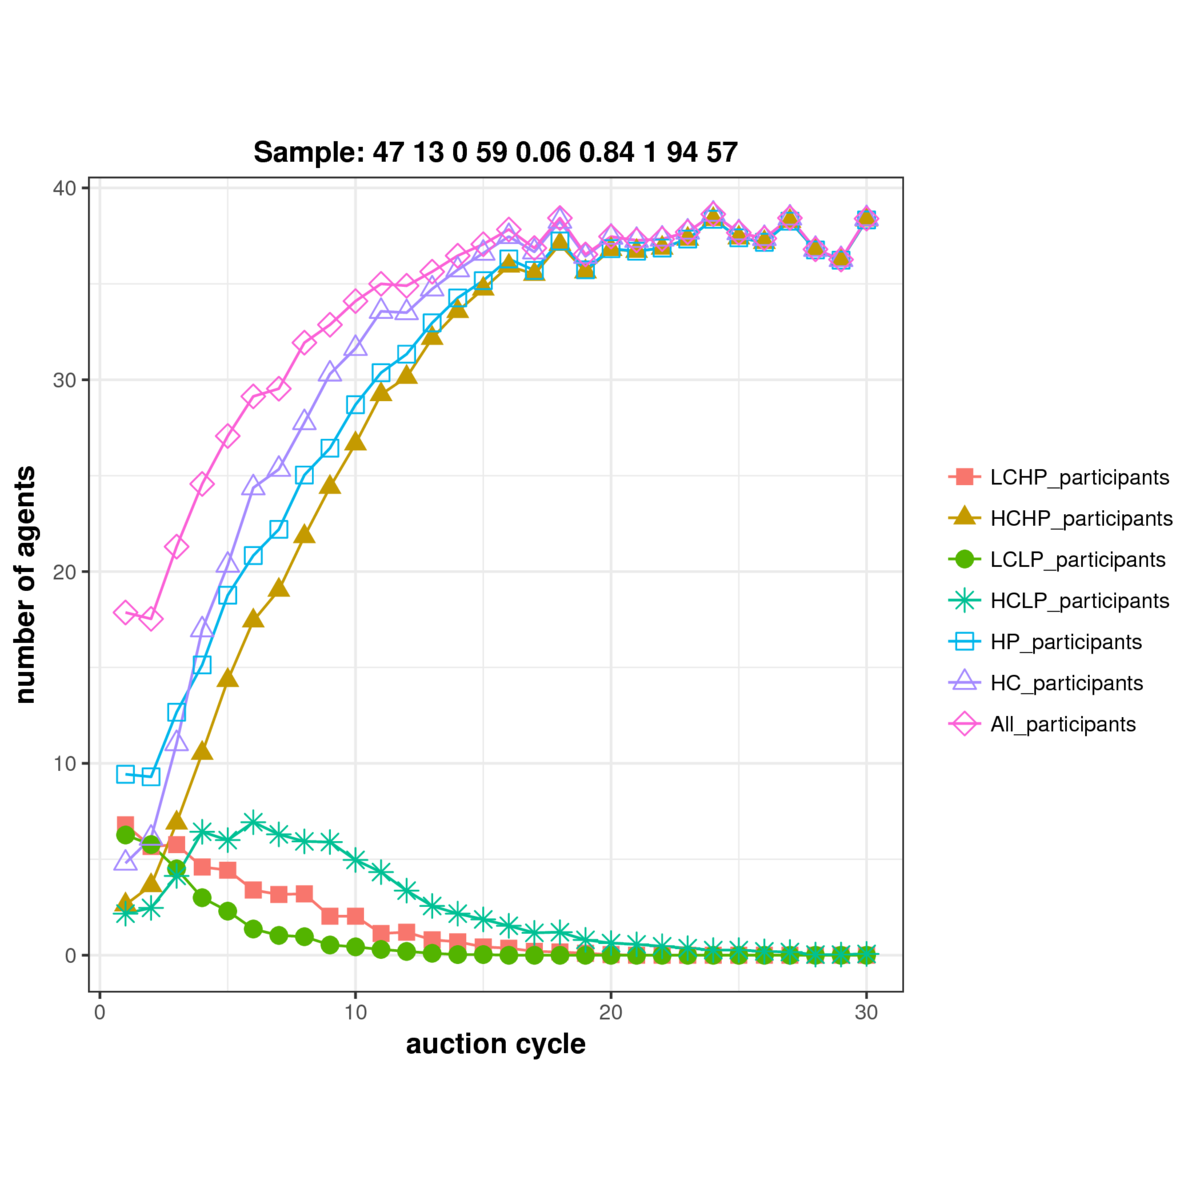 Sample: 47 13 0 59 0.06 0.84 1 94 57
40
30
20
10
0
number of agents
0 10 20 30
auction cycle
LCHP_participants
HCHP_participants
LCLP_participants
HCLP_participants
HP_participants
HC_participants
All_participants